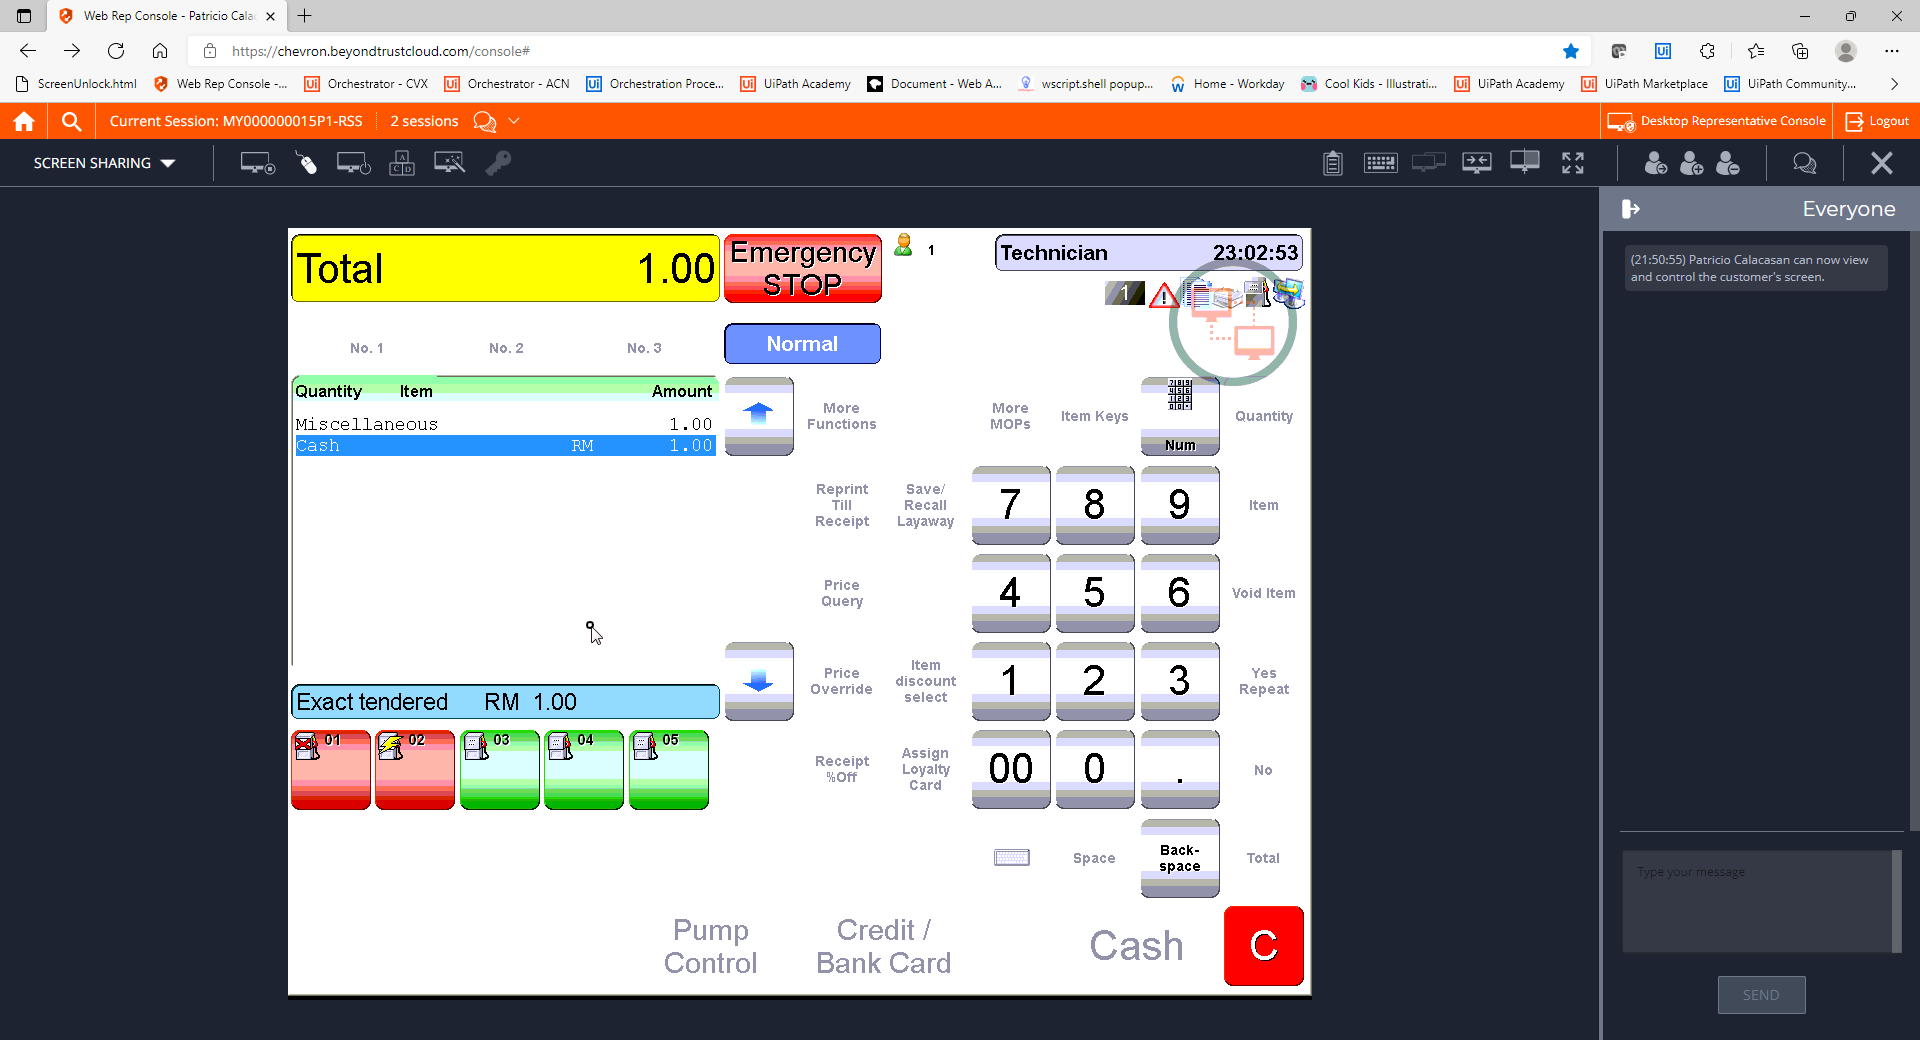 Web Rep Console - Patricio Cala
https://chevron.beyondtrustcloud.com/console#
ScreenUnlock.html
Web Rep Console -...
Orchestrator - CVX
Orchestrator - ACN
Orchestration Proce...
UiPath Academy
Document - Web A...
wscript.shell popup...
Home - Workday
Cool Kids - Illustrati...
UiPath Academy
UiPath Marketplace
UiPath Community...
Current Session: MY000000015P1-RSS
2 sessions
Desktop Representative Console
Logout
SCREEN SHARING
Everyone
(21:50:55) Patricio Calacasan can now view
and control the customer's screen.
Total 1.00
Emergency
STOP
1
Technician 23:02:53
1
No. 1 No. 2 No. 3
Normal
Quantity Item Amount
Miscellaneous 1.00
Cash RM 1.00
More
Functions
More
MOPs
Item Keys
Num
Quantity
Reprint
Till
Receipt
Save/
Recall
Layaway
7 8 9
Item
Price
Query
4 5 6
Void Item
Price
Override
Item
discount
select
1 2 3
Yes
Repeat
Exact tendered RM 1.00
01 02 03 04 05
Receipt
%Off
Assign
Loyalty
Card
00 0 .
No
Space
Back-
space
Total
Pump
Control
Credit /
Bank Card
Cash
C
Type your message
SEND